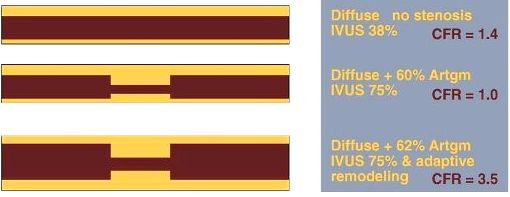 Diffuse no stenosis
IVUS 38% CFR = 1.4
Diffuse + 60% Artgm
IVUS 75% CFR = 1.0
Diffuse + 62% Artgm
IVUS 75% & adaptive
remodeling CFR = 3.5